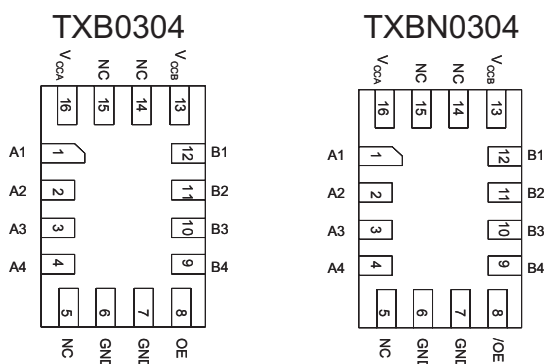 TXB0304
TXBN0304
VCCA NC NC VCCB
VCCA NC NC VCCB
16 15 14 13
16 15 14 13
A1 1 12 B1
A1 1 12 B1
A2 2 11 B2
A2 2 11 B2
A3 3 10 B3
A3 3 10 B3
A4 4 9 B4
A4 4 9 B4
5 6 7 8
5 6 7 8
NC GND GND OE
NC GND GND /OE